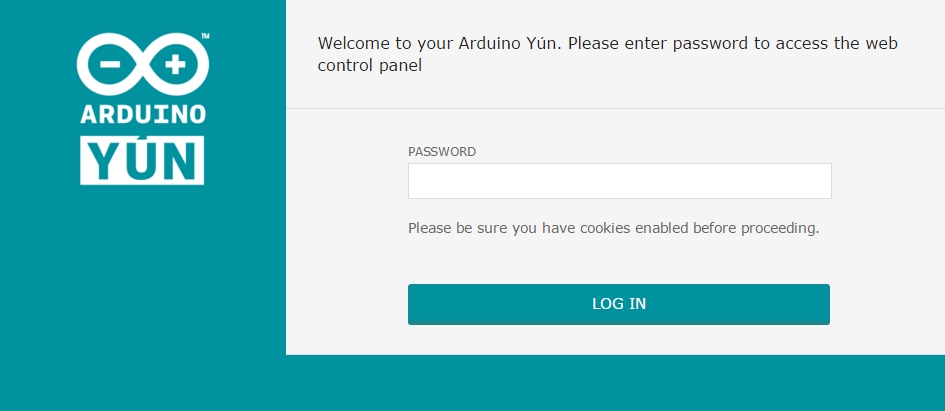 TM
ARDUINO
YÚN
Welcome to your Arduino Yún. Please enter password to access the web
control panel
PASSWORD
Please be sure you have cookies enabled before proceeding.
LOG IN